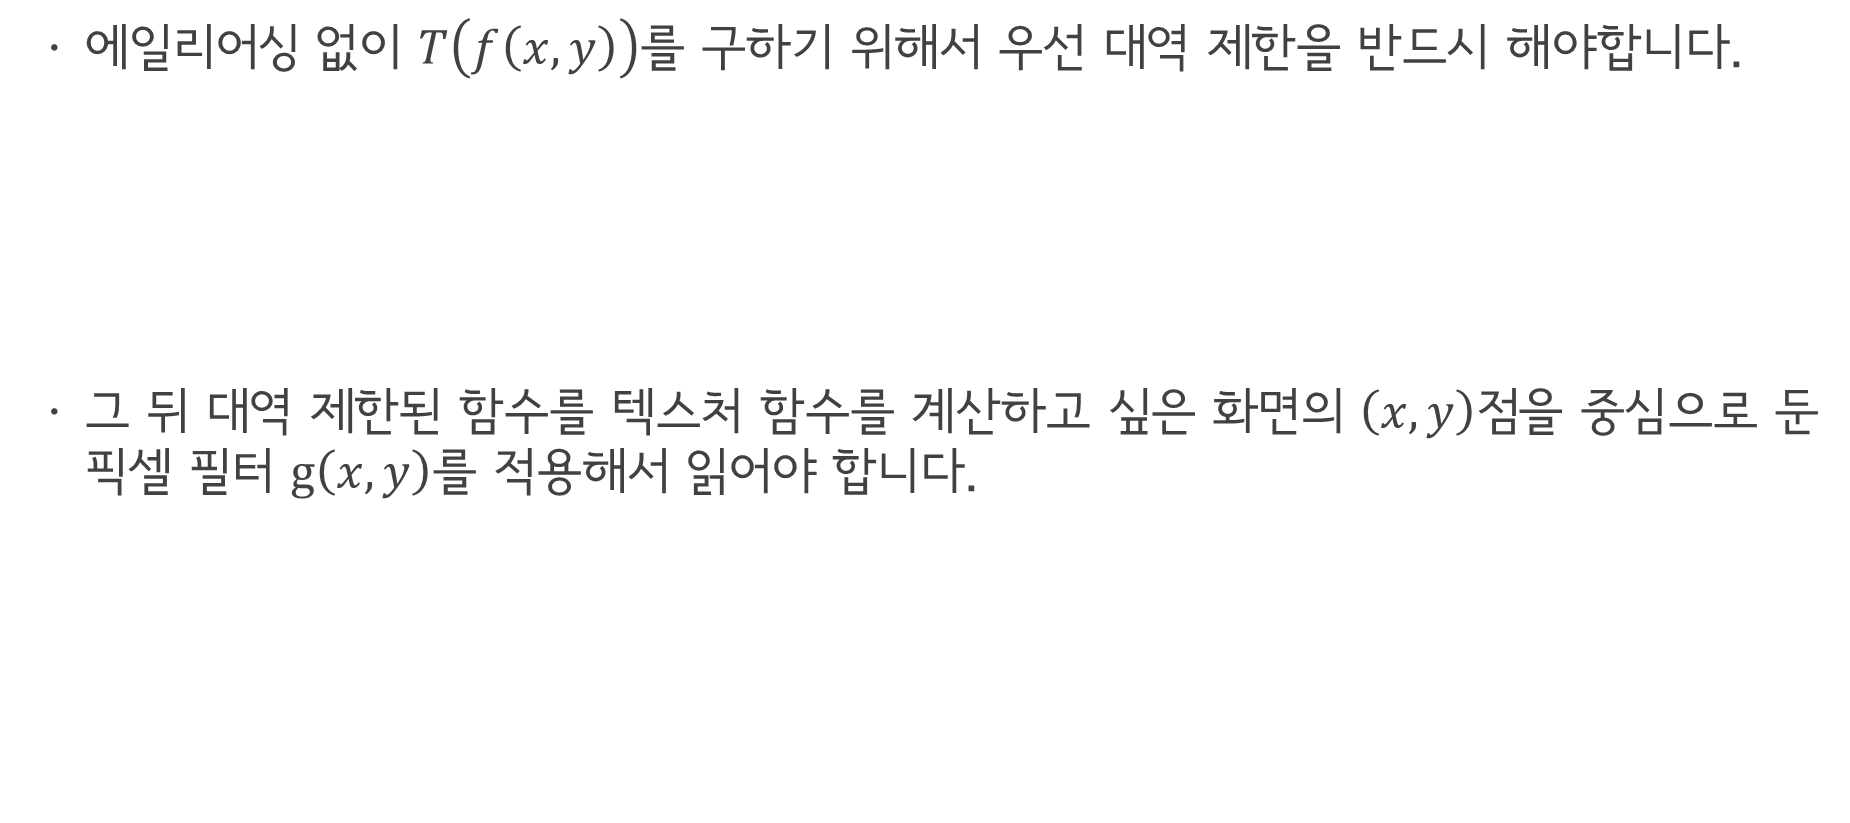 · 에일리어싱 없이 T(f(x,y))를 구하기 위해서 우선 대역 제한을 반드시 해야합니다.
· 그 뒤 대역 제한된 함수를 텍스처 함수를 계산하고 싶은 화면의 (x,y)점을 중심으로 둔
픽셀 필터 g(x,y)를 적용해서 읽어야 합니다.